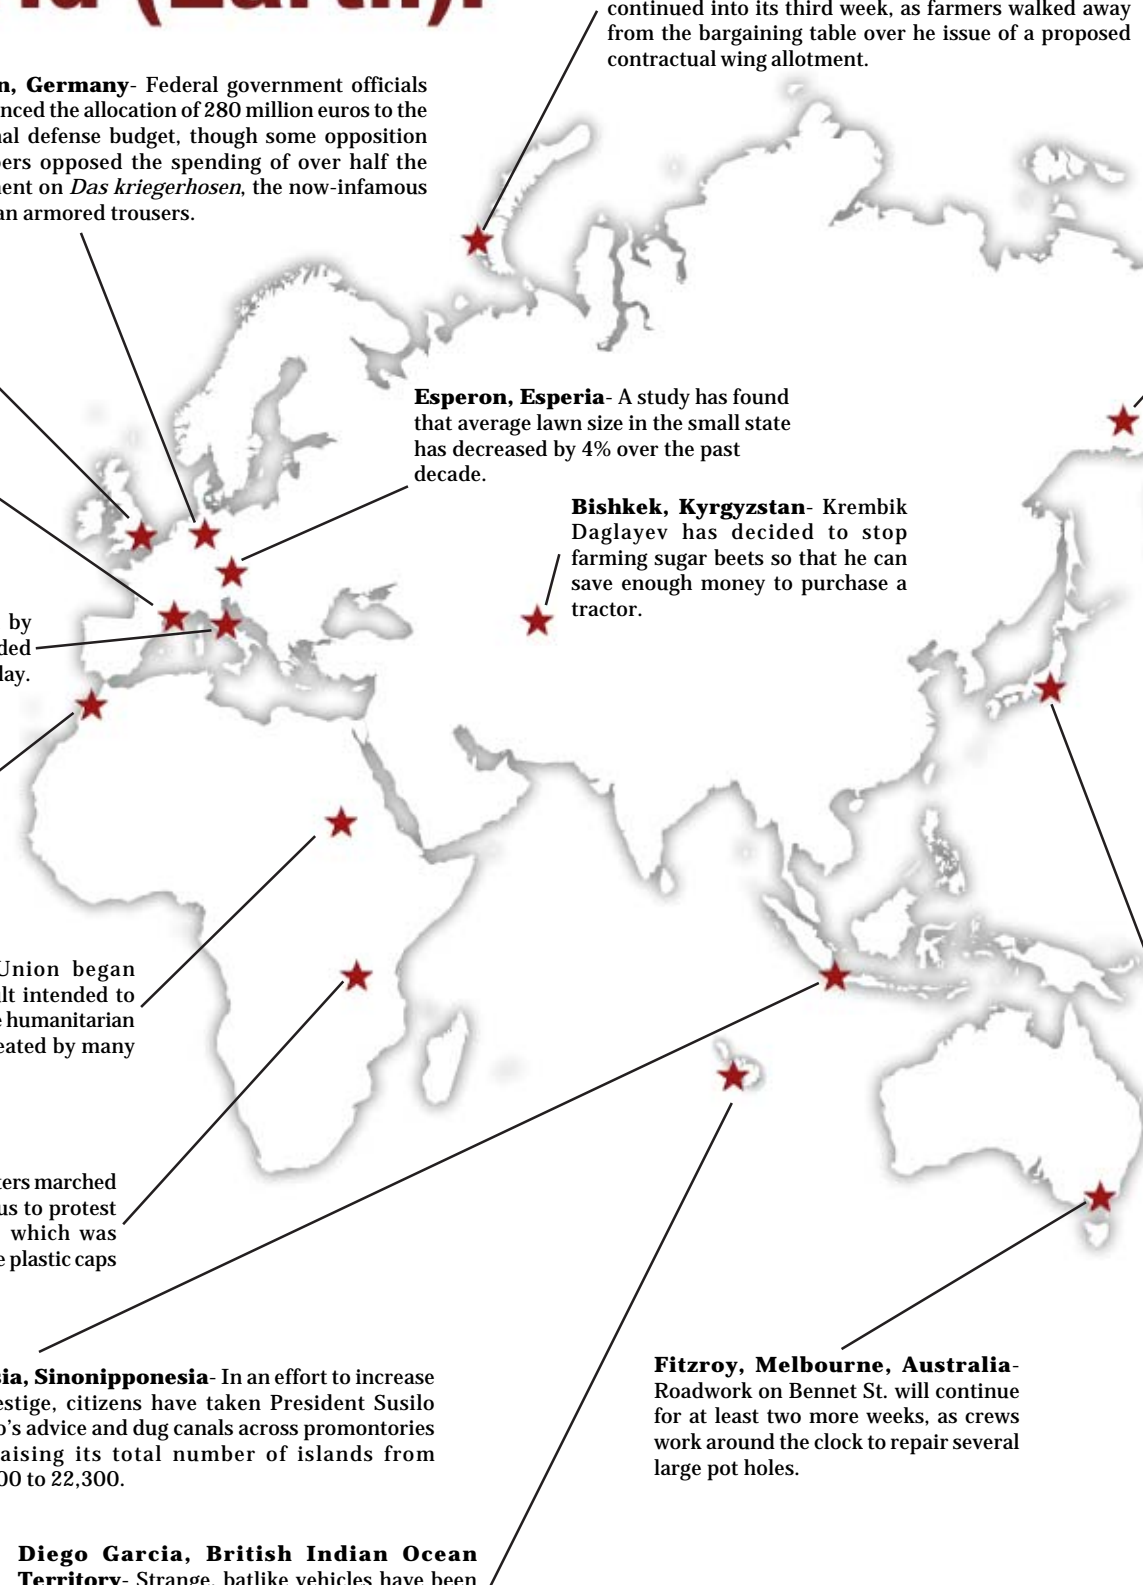 (Earth):
continued into its third week, as farmers walked away
from the bargaining table over he issue of a proposed
contractual wing allotment.
n, Germany- Federal government officials
nced the allocation of 280 million euros to the
al defense budget, though some opposition
bers opposed the spending of over half the
ment on Das kriegerhosen, the now-infamous
an armored trousers.
Esperon, Esperia- A study has found
that average lawn size in the small state
has decreased by 4% over the past
decade.
Bishkek, Kyrgyzstan- Krembik
Daglayev has decided to stop
farming sugar beets so that he can
save enough money to purchase a
tractor.
by
ded
lay.
Union began
ilt intended to
e humanitarian
eated by many
ters marched
us to protest
which was
e plastic caps
sia, Sinonipponesia- In an effort to increase
estige, citizens have taken President Susilo
o's advice and dug canals across promontories
aising its total number of islands from
00 to 22,300.
Fitzroy, Melbourne, Australia-
Roadwork on Bennet St. will continue
for at least two more weeks, as crews
work around the clock to repair several
large pot holes.
Diego Garcia, British Indian Ocean
Territory- Strange, batlike vehicles have been